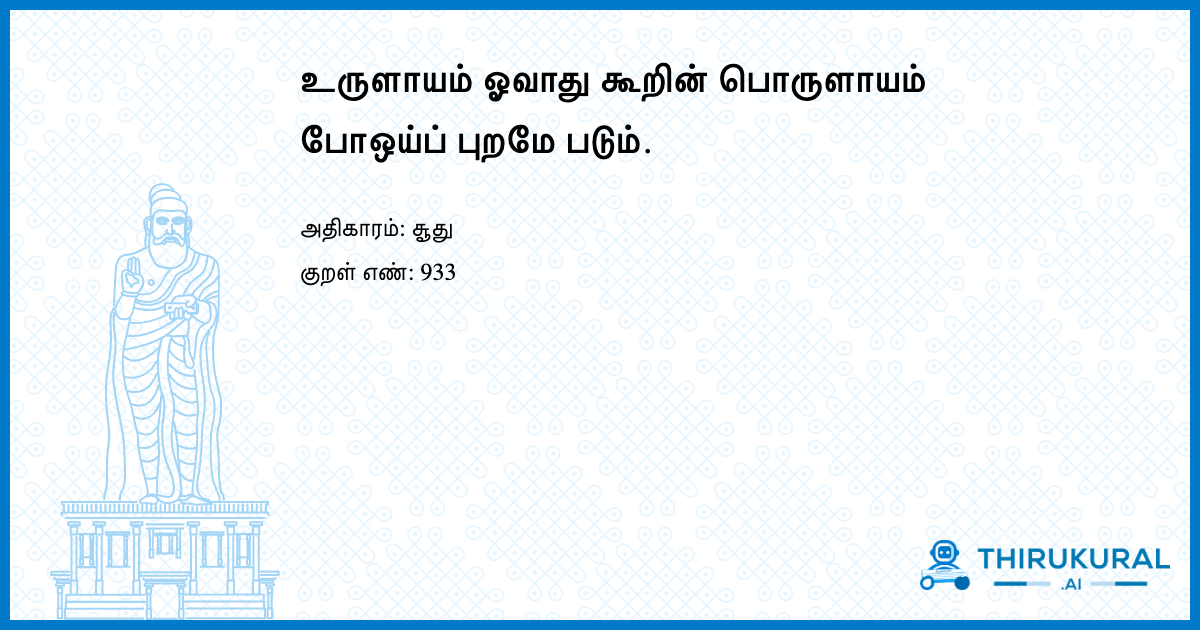 உருளாயம் ஓவாது கூறின் பொருளாயம்
போஒய்ப் புறமே படும்.
அதிகாரம்: சூது
குறள் எண்: 933
THIRUKURAL
.AI